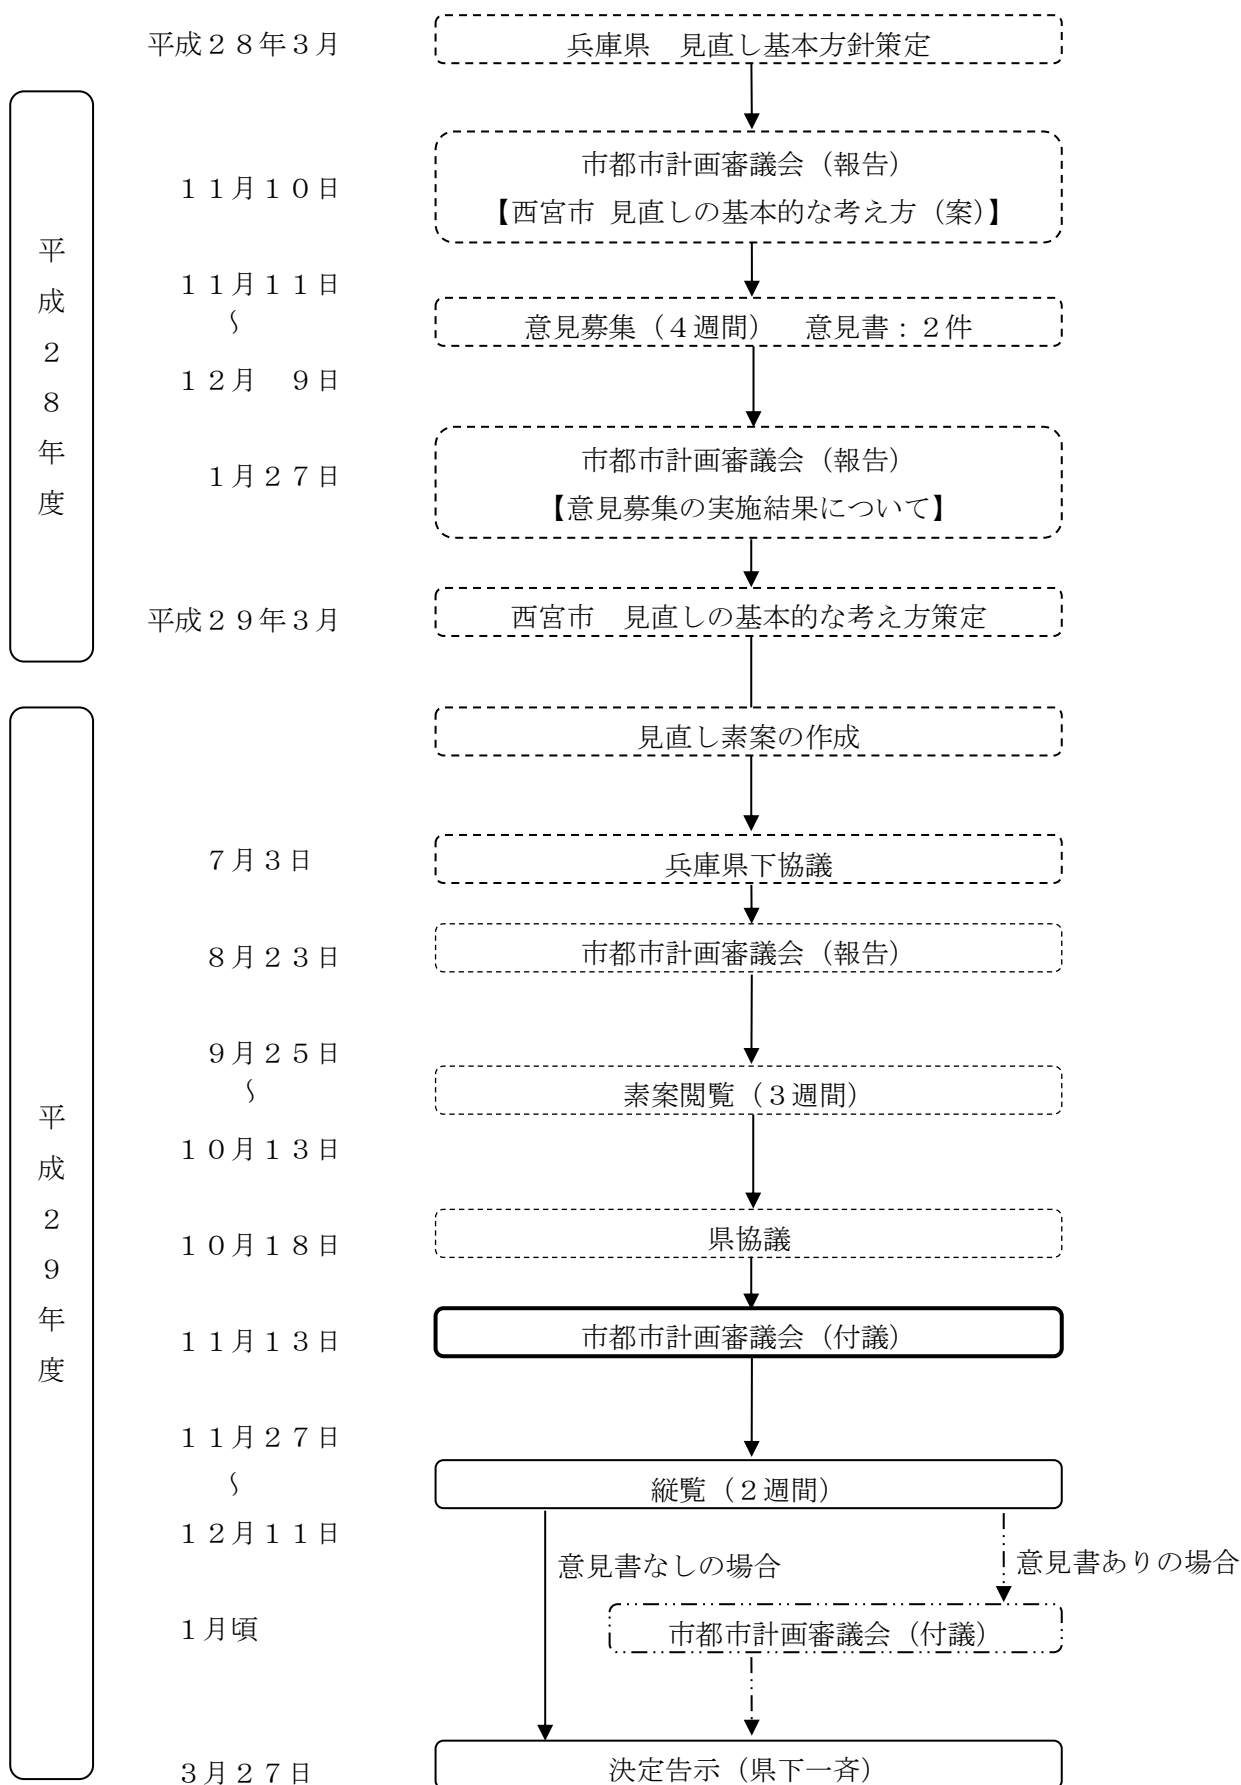 平成２８年３月
兵庫県　見直し基本方針策定
平成２８年度
１１月１０日
市都市計画審議会（報告）
【西宮市 見直しの基本的な考え方（案）】
１１月１１日
～
１２月　９日
意見募集（４週間）　意見書：２件
１月２７日
市都市計画審議会（報告）
【意見募集の実施結果について】
平成２９年３月
西宮市　見直しの基本的な考え方策定
平成２９年度
見直し素案の作成
７月３日
兵庫県下協議
８月２３日
市都市計画審議会（報告）
９月２５日
～
１０月１３日
素案閲覧（３週間）
１０月１８日
県協議
１１月１３日
市都市計画審議会（付議）
１１月２７日
～
１２月１１日
縦覧（２週間）
意見書なしの場合
意見書ありの場合
１月頃
市都市計画審議会（付議）
３月２７日
決定告示（県下一斉）